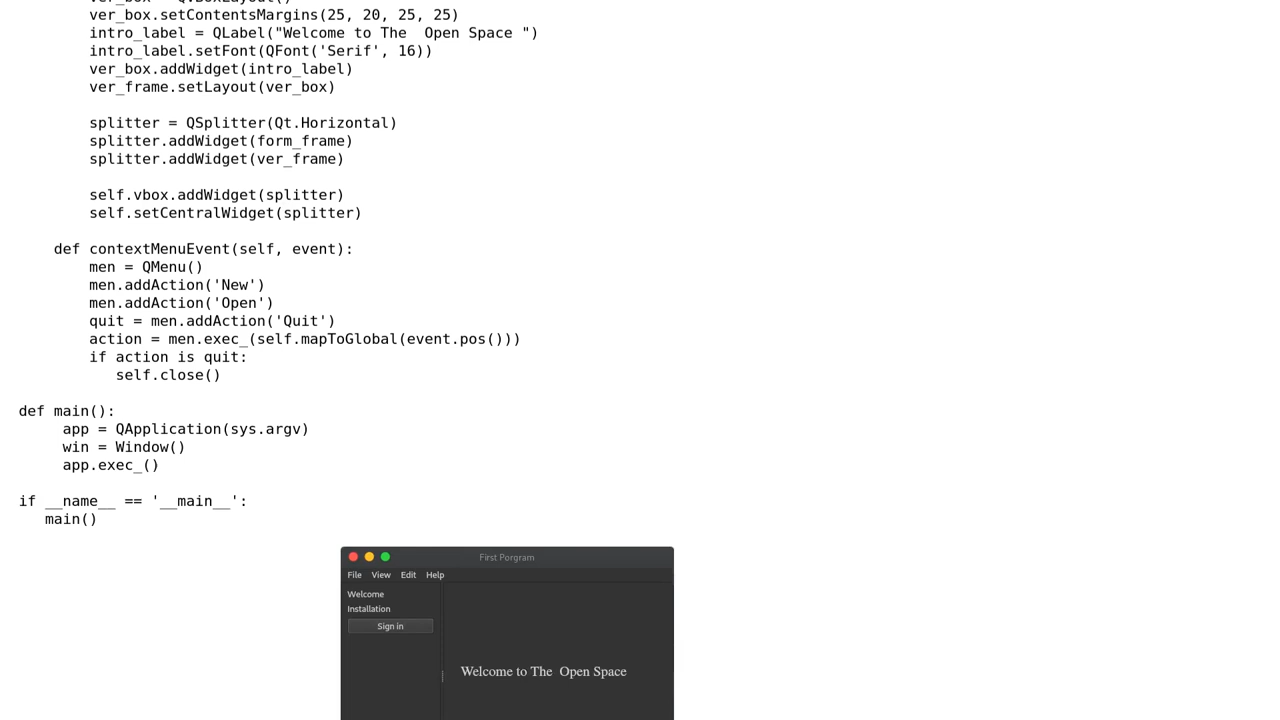 ver_box.setContentsMargins(25, 20, 25, 25)
intro_label = QLabel("Welcome to The  Open Space ")
intro_label.setFont(QFont('Serif', 16))
ver_box.addWidget(intro_label)
ver_frame.setLayout(ver_box)
splitter = QSplitter(Qt.Horizontal)
splitter.addWidget(form_frame)
splitter.addWidget(ver_frame)
self.vbox.addWidget(splitter)
self.setCentralWidget(splitter)
def contextMenuEvent(self, event):
men = QMenu()
men.addAction('New')
men.addAction('Open')
quit = men.addAction('Quit')
action = men.exec_(self.mapToGlobal(event.pos()))
if action is quit:
self.close()
def main():
app = QApplication(sys.argv)
win = Window()
app.exec_()
if __name__ == '__main__':
main()
First Porgram
File View Edit Help
Welcome
Installation
Sign in
Welcome to The  Open Space